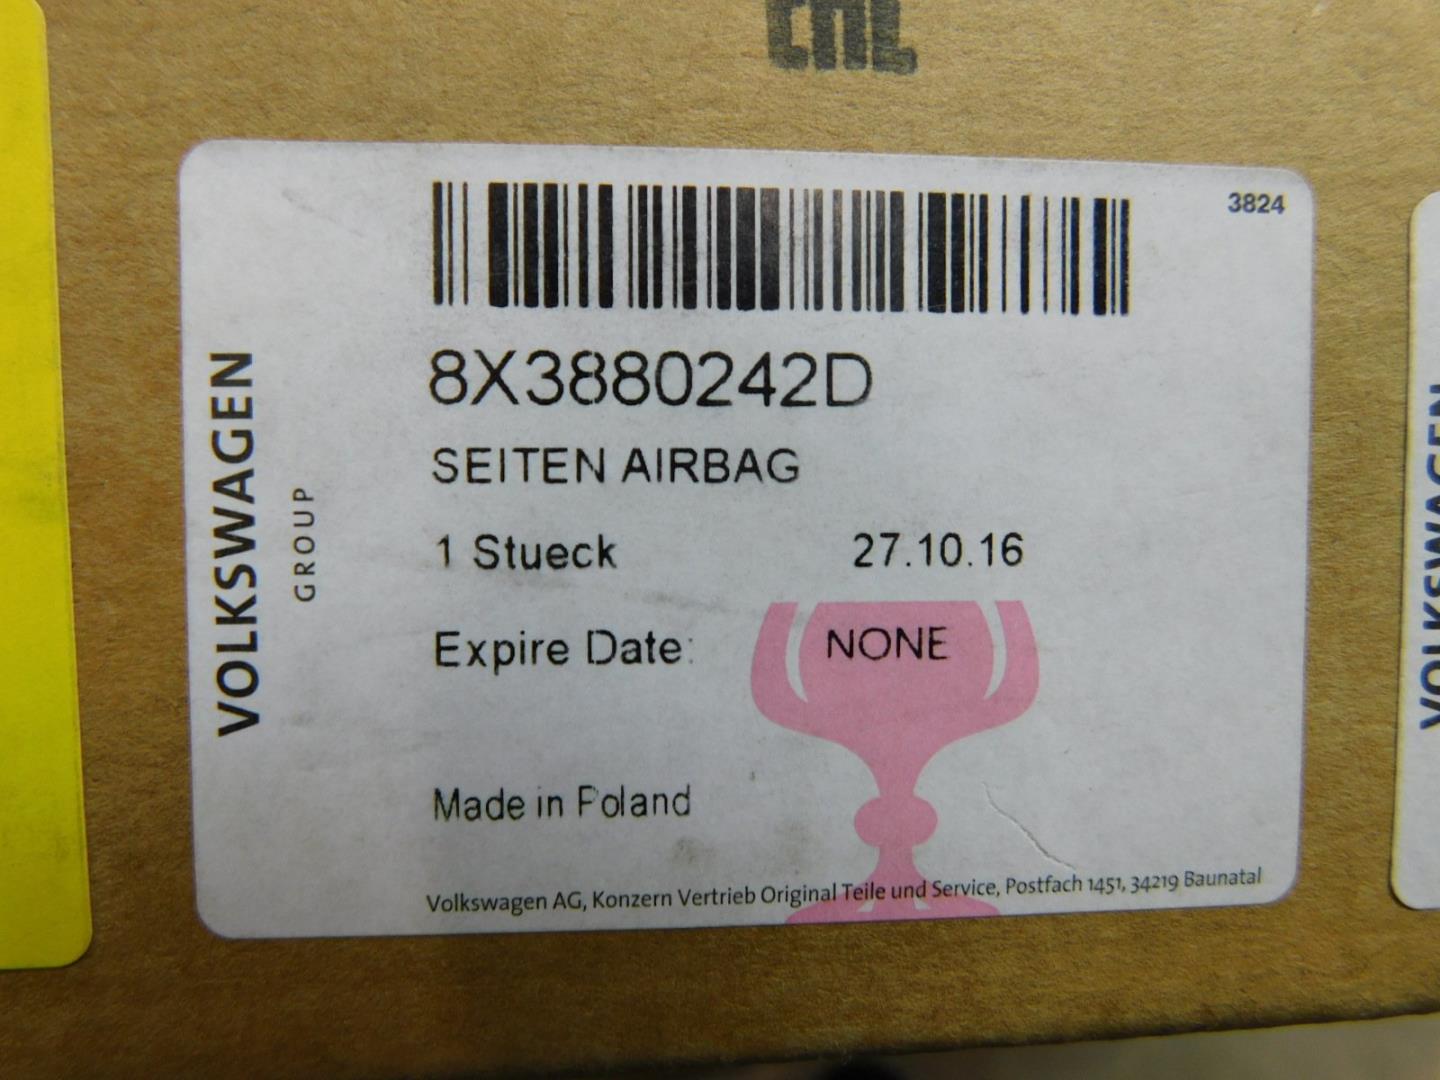 3824
8X3880242D
SEITEN AIRBAG
1 Stueck 27.10.16
Expire Date: NONE
Made in Poland
Volkswagen AG, Konzern Vertrieb Original Teile und Service, Postfach 1451, 34219 Baunatal
VOLKSWAGEN
GROUP
VOLKSWAGEN